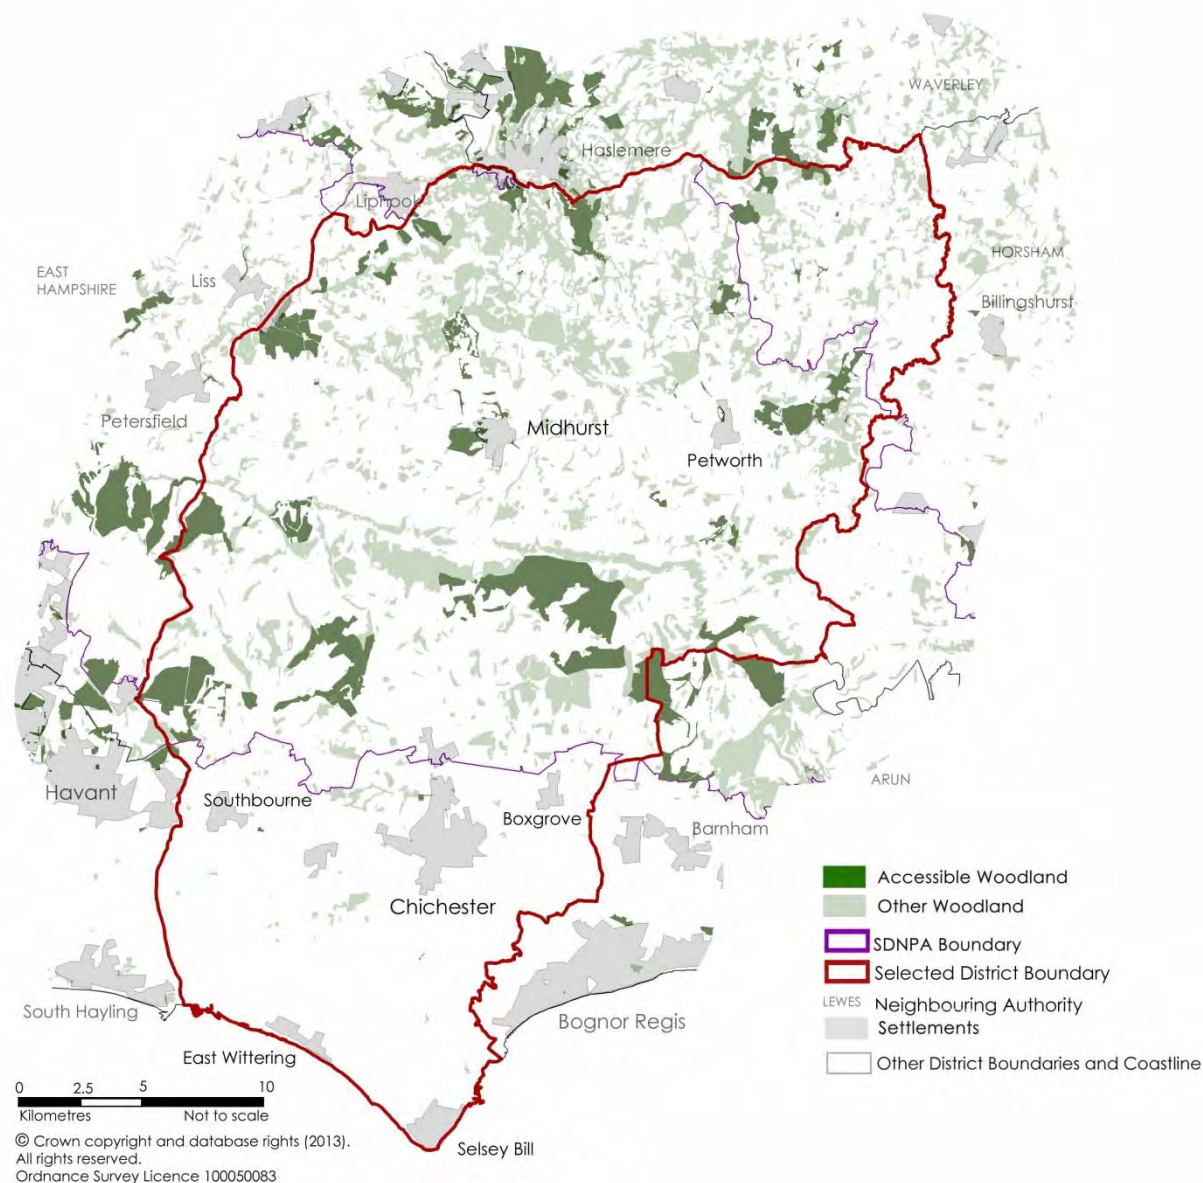 WAVERLEY
Haslemere
Liphook
EAST
HAMPSHIRE
Liss
HORSHAM
Billingshurst
Petersfield
Midhurst
Petworth
Havant
Southbourne
Boxgrove
Barnham
ARUN
Chichester
South Hayling
Bognor Regis
East Wittering
Selsey Bill
Accessible Woodland
Other Woodland
SDNPA Boundary
Selected District Boundary
LEWES Neighbouring Authority
Settlements
Other District Boundaries and Coastline
0 2.5 5 10
Kilometres Not to scale
© Crown copyright and database rights (2013).
All rights reserved.
Ordnance Survey Licence 100050083